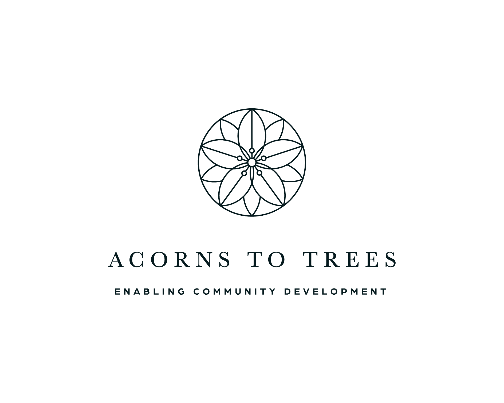 ACORNS TO TREES
ENABLING COMMUNITY DEVELOPMENT